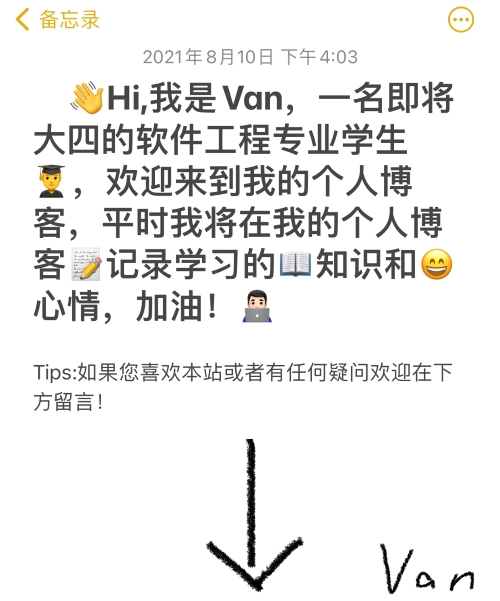 备忘录
2021年8月10日 下午4:03
👋Hi,我是 Van，一名即将
大四的软件工程专业学生
👨‍🎓，欢迎来到我的个人博
客，平时我将在我的个人博
客📝记录学习的📖知识和😄
心情，加油！👨🏻‍💻
Tips:如果您喜欢本站或者有任何疑问欢迎在下
方留言！
Van